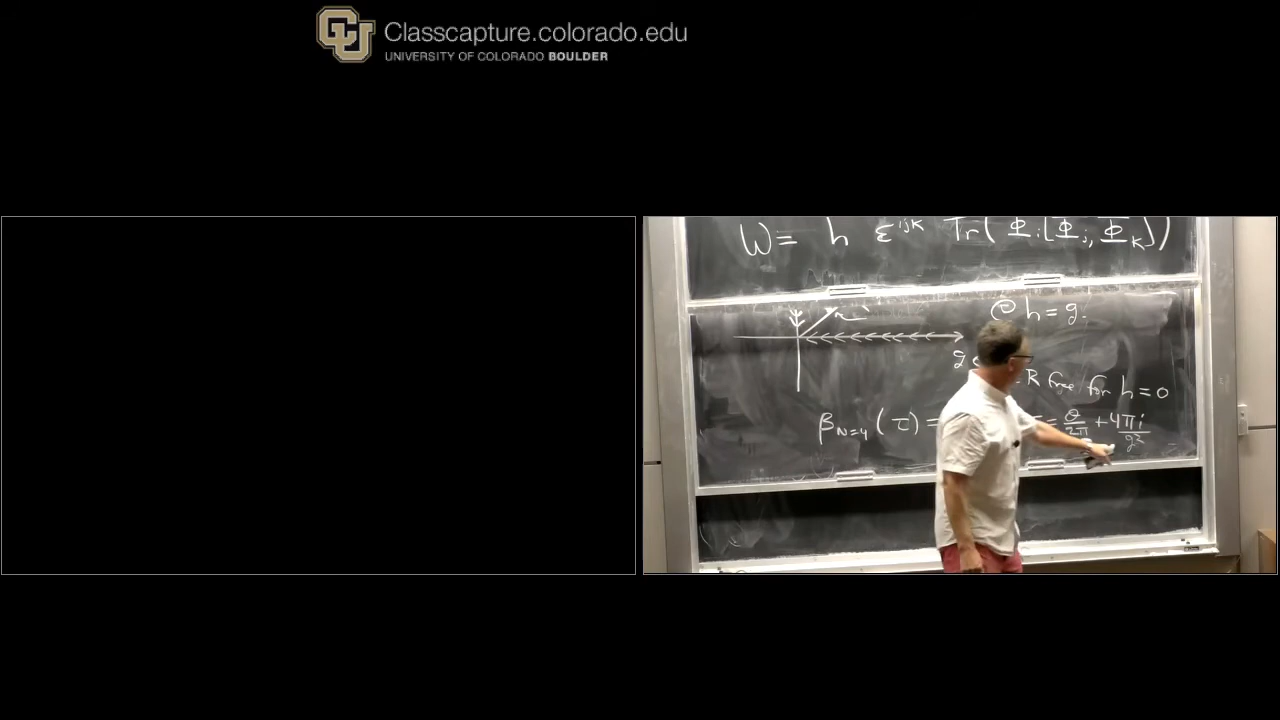 Classcapture.colorado.edu
UNIVERSITY OF COLORADO BOULDER
W = h ε^{ijk} Tr( Φ_i [Φ_j, Φ_k] )
@ h = g.
g
R free for h = 0
β_{N=4} ( τ ) = = θ/2π + 4πi/g²